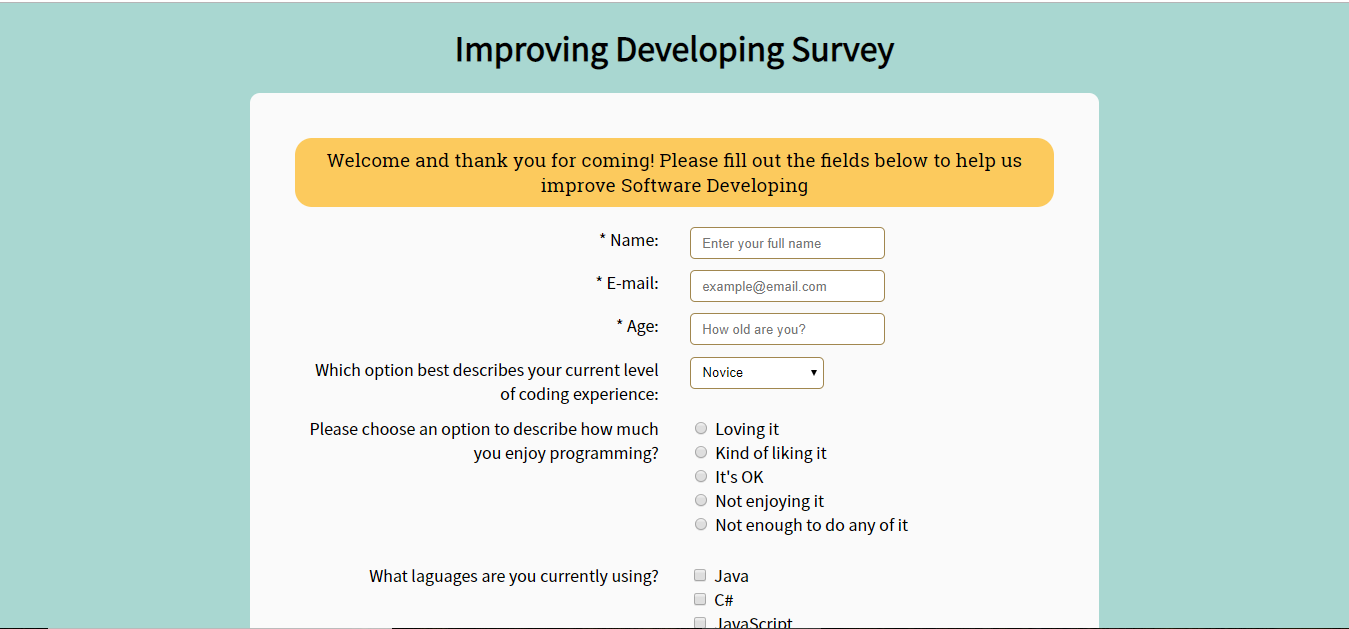 Improving Developing Survey
Welcome and thank you for coming! Please fill out the fields below to help us
improve Software Developing
* Name:
Enter your full name
* E-mail:
example@email.com
* Age:
How old are you?
Which option best describes your current level
of coding experience:
Novice
Please choose an option to describe how much
you enjoy programming?
Loving it
Kind of liking it
It's OK
Not enjoying it
Not enough to do any of it
What laguages are you currently using?
Java
C#
JavaScript